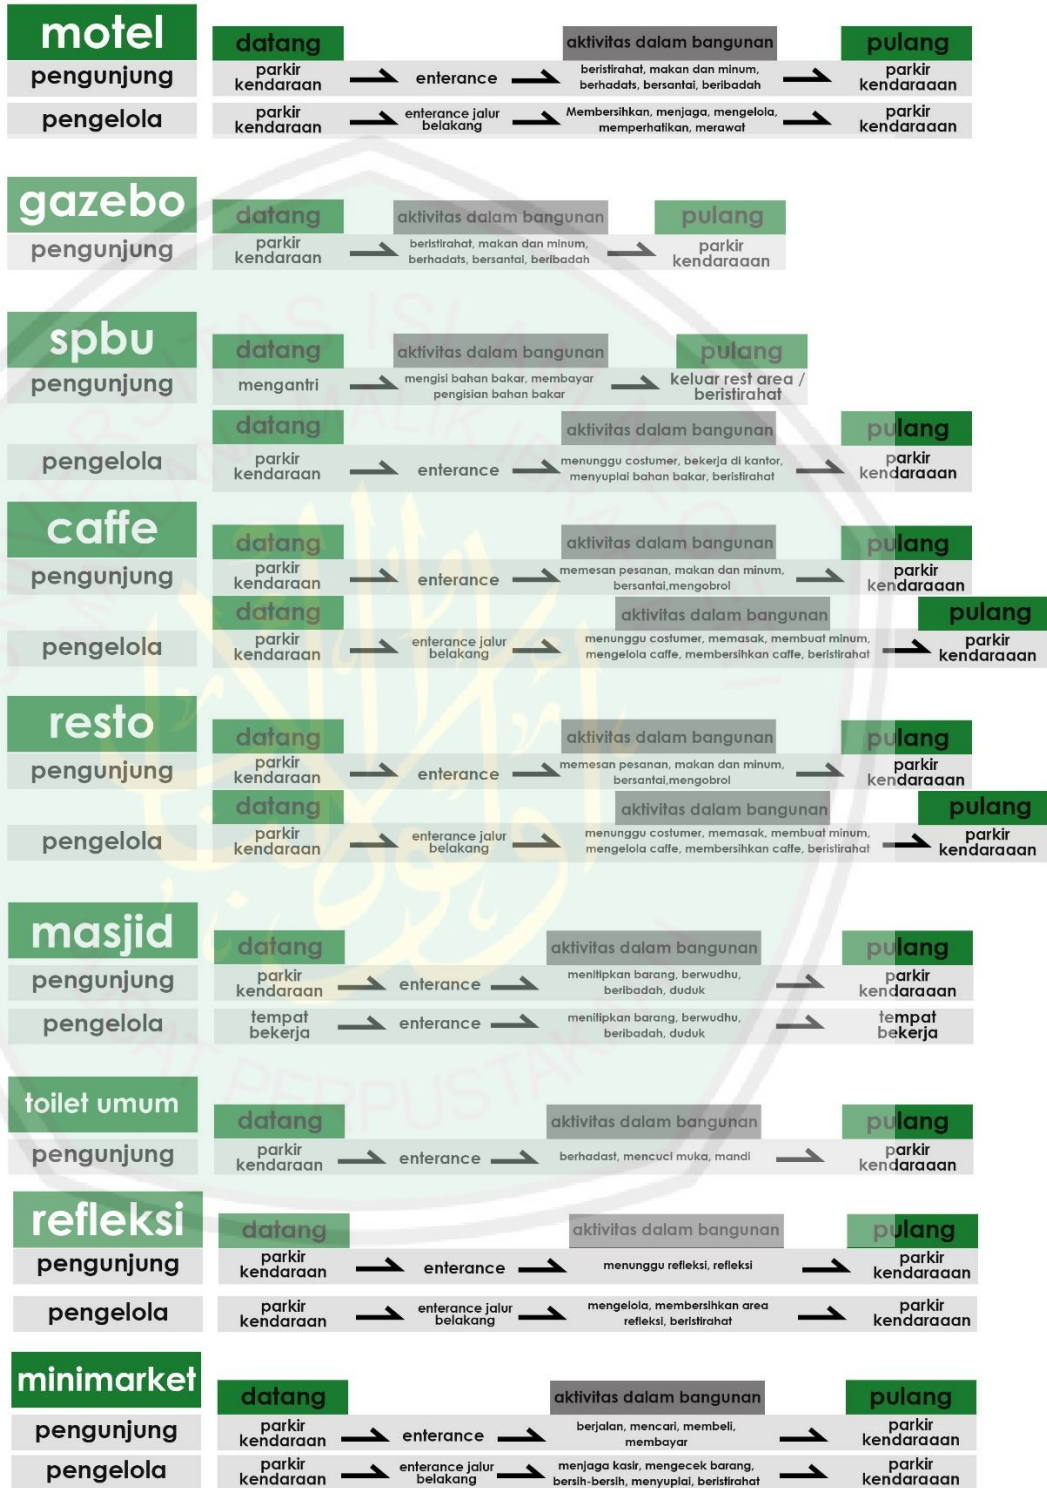 motel
datang aktivitas dalam bangunan pulang
pengunjung parkir kendaraan enterance beristirahat, makan dan minum, berhadats, bersantai, beribadah parkir kendaraaan
pengelola parkir kendaraan enterance jalur belakang Membersihkan, menjaga, mengelola, memperhatikan, merawat parkir kendaraaan
gazebo
datang aktivitas dalam bangunan pulang
pengunjung parkir kendaraan beristirahat, makan dan minum, berhadats, bersantai, beribadah parkir kendaraaan
spbu
datang aktivitas dalam bangunan pulang
pengunjung mengantri mengisi bahan bakar, membayar pengisian bahan bakar keluar rest area / beristirahat
datang aktivitas dalam bangunan pulang
pengelola parkir kendaraan enterance menunggu costumer, bekerja di kantor, menyuplai bahan bakar, beristirahat parkir kendaraaan
caffe
datang aktivitas dalam bangunan pulang
pengunjung parkir kendaraan enterance memesan pesanan, makan dan minum, bersantai,mengobrol parkir kendaraaan
datang aktivitas dalam bangunan pulang
pengelola parkir kendaraan enterance jalur belakang menunggu costumer, memasak, membuat minum, mengelola caffe, membersihkan caffe, beristirahat parkir kendaraaan
resto
datang aktivitas dalam bangunan pulang
pengunjung parkir kendaraan enterance memesan pesanan, makan dan minum, bersantai,mengobrol parkir kendaraaan
datang aktivitas dalam bangunan pulang
pengelola parkir kendaraan enterance jalur belakang menunggu costumer, memasak, membuat minum, mengelola caffe, membersihkan caffe, beristirahat parkir kendaraaan
masjid
datang aktivitas dalam bangunan pulang
pengunjung parkir kendaraan enterance menitipkan barang, berwudhu, beribadah, duduk parkir kendaraaan
pengelola tempat bekerja enterance menitipkan barang, berwudhu, beribadah, duduk tempat bekerja
toilet umum
datang aktivitas dalam bangunan pulang
pengunjung parkir kendaraan enterance berhadast, mencuci muka, mandi parkir kendaraaan
refleksi
datang aktivitas dalam bangunan pulang
pengunjung parkir kendaraan enterance menunggu refleksi, refleksi parkir kendaraaan
pengelola parkir kendaraan enterance jalur belakang mengelola, membersihkan area refleksi, beristirahat parkir kendaraaan
minimarket
datang aktivitas dalam bangunan pulang
pengunjung parkir kendaraan enterance berjalan, mencari, membeli, membayar parkir kendaraaan
pengelola parkir kendaraan enterance jalur belakang menjaga kasir, mengecek barang, bersih-bersih, menyuplai, beristirahat parkir kendaraaan